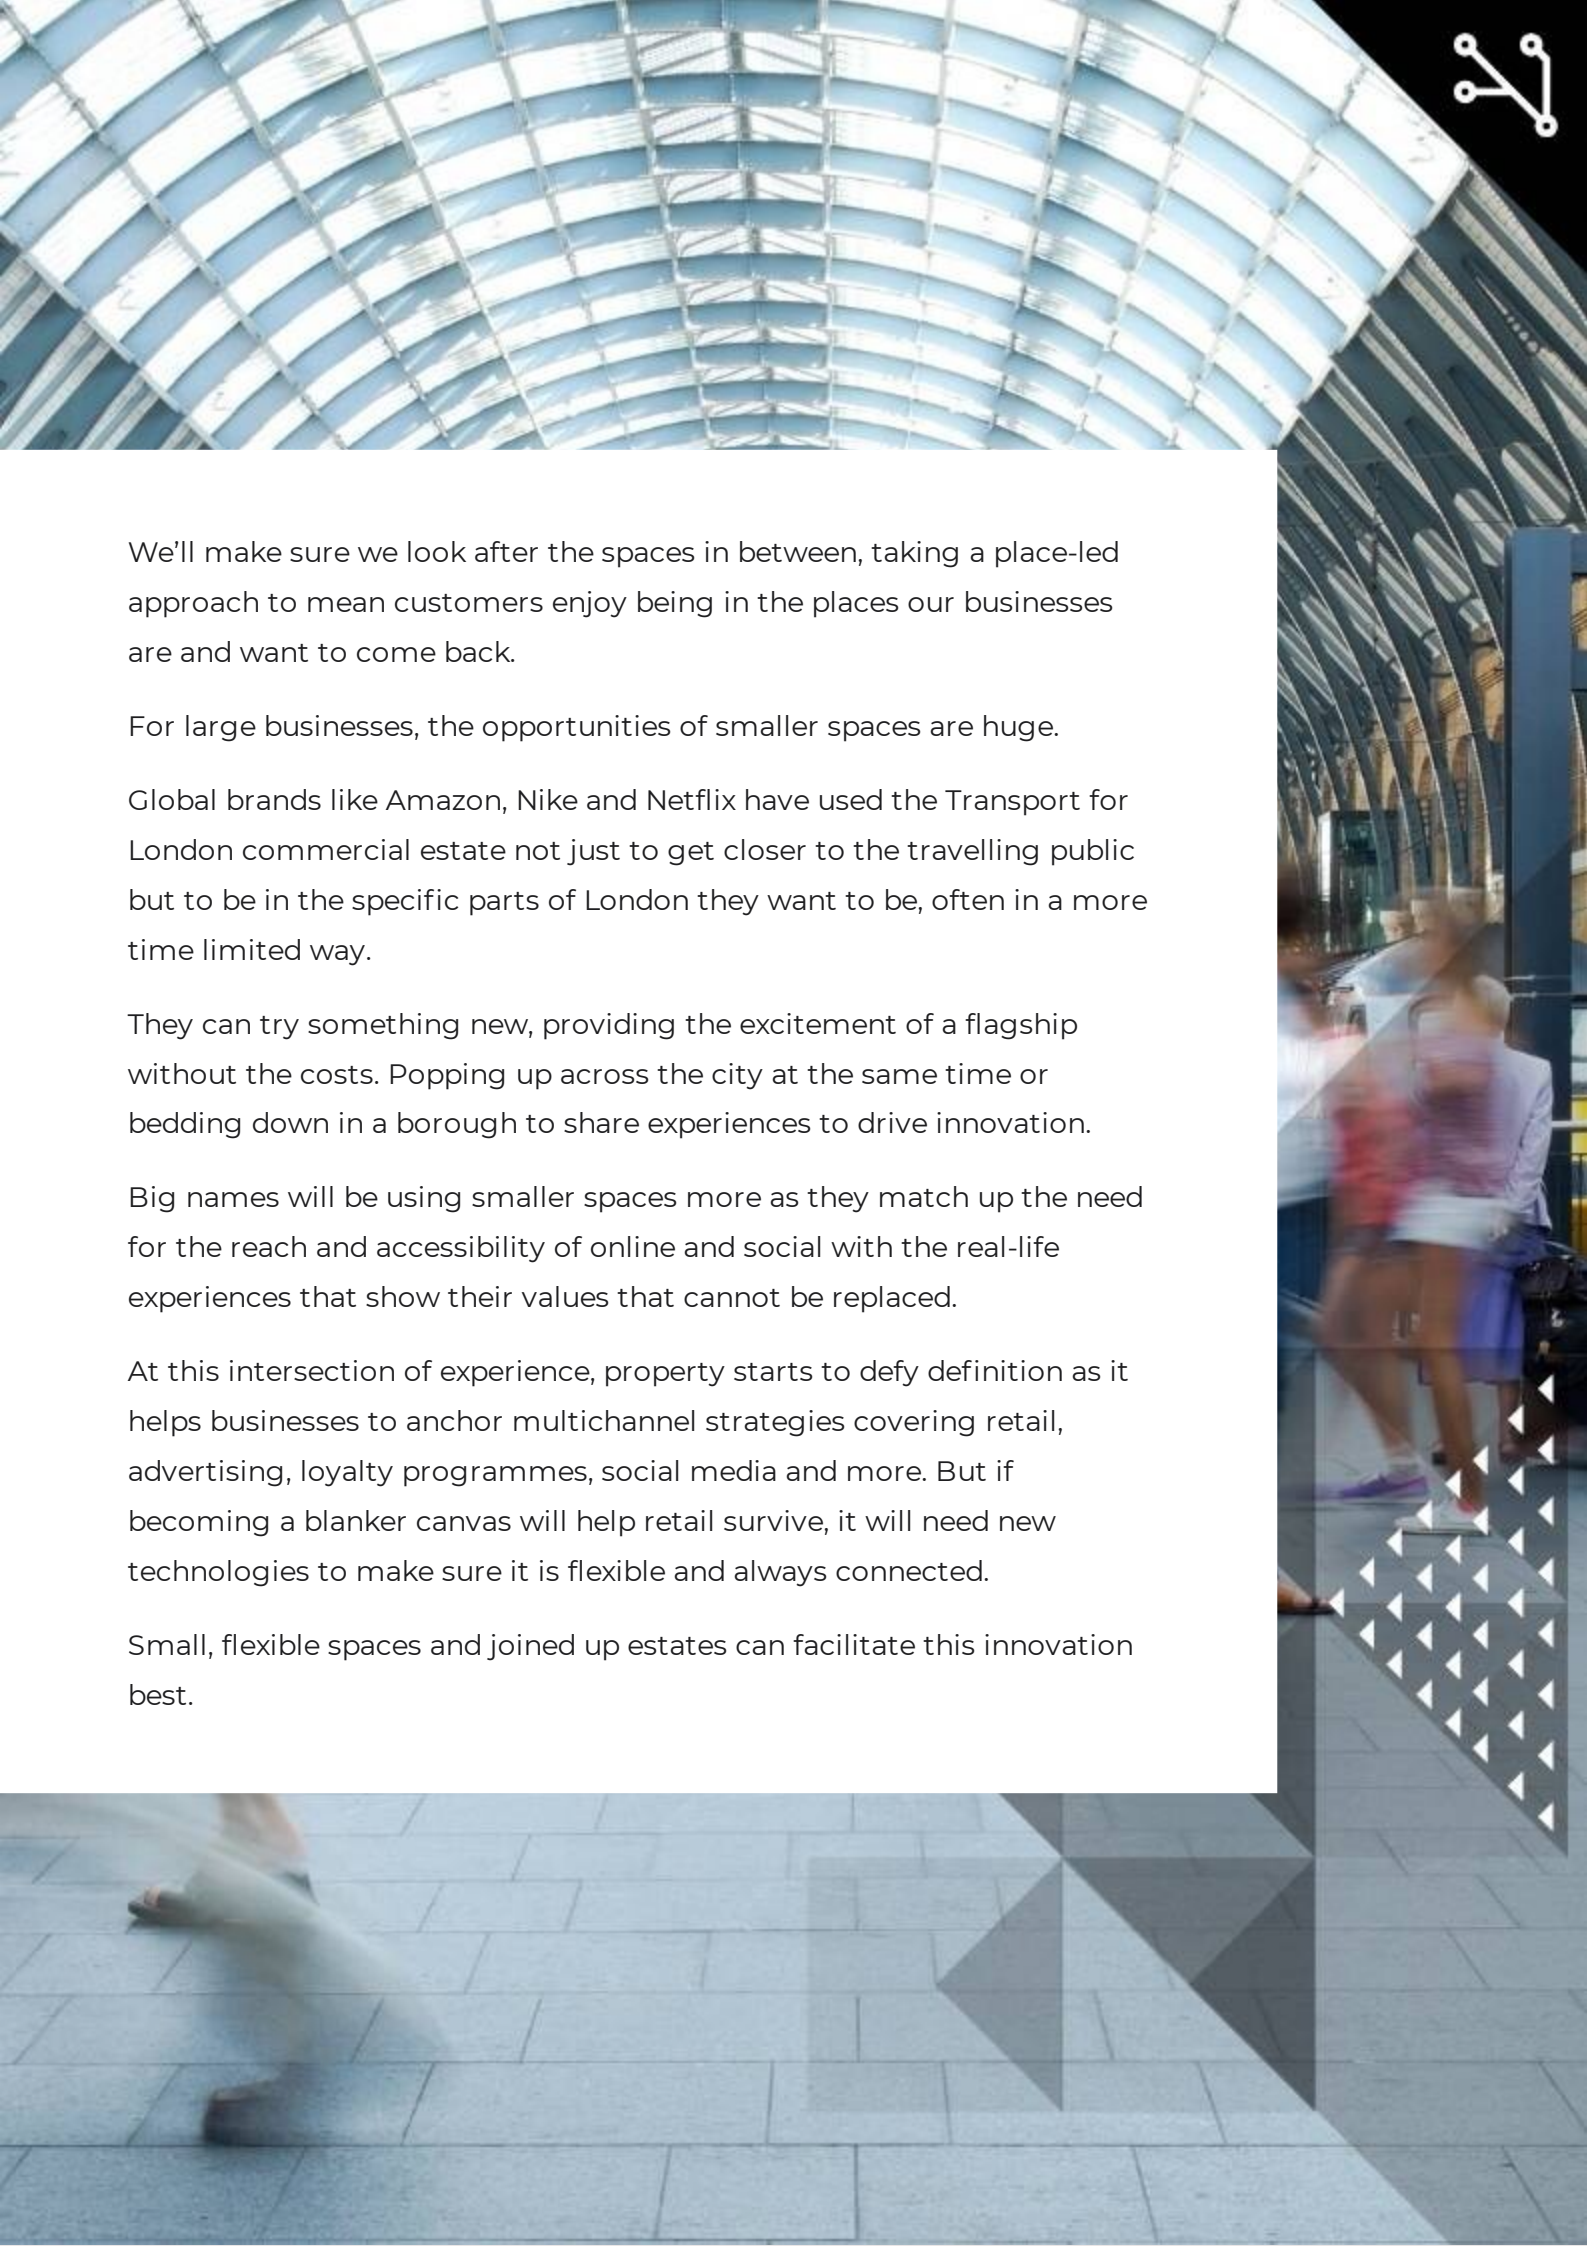 We’ll make sure we look after the spaces in between, taking a place-led
approach to mean customers enjoy being in the places our businesses
are and want to come back.
For large businesses, the opportunities of smaller spaces are huge.
Global brands like Amazon, Nike and Netflix have used the Transport for
London commercial estate not just to get closer to the travelling public
but to be in the specific parts of London they want to be, often in a more
time limited way.
They can try something new, providing the excitement of a flagship
without the costs. Popping up across the city at the same time or
bedding down in a borough to share experiences to drive innovation.
Big names will be using smaller spaces more as they match up the need
for the reach and accessibility of online and social with the real-life
experiences that show their values that cannot be replaced.
At this intersection of experience, property starts to defy definition as it
helps businesses to anchor multichannel strategies covering retail,
advertising, loyalty programmes, social media and more. But if
becoming a blanker canvas will help retail survive, it will need new
technologies to make sure it is flexible and always connected.
Small, flexible spaces and joined up estates can facilitate this innovation
best.